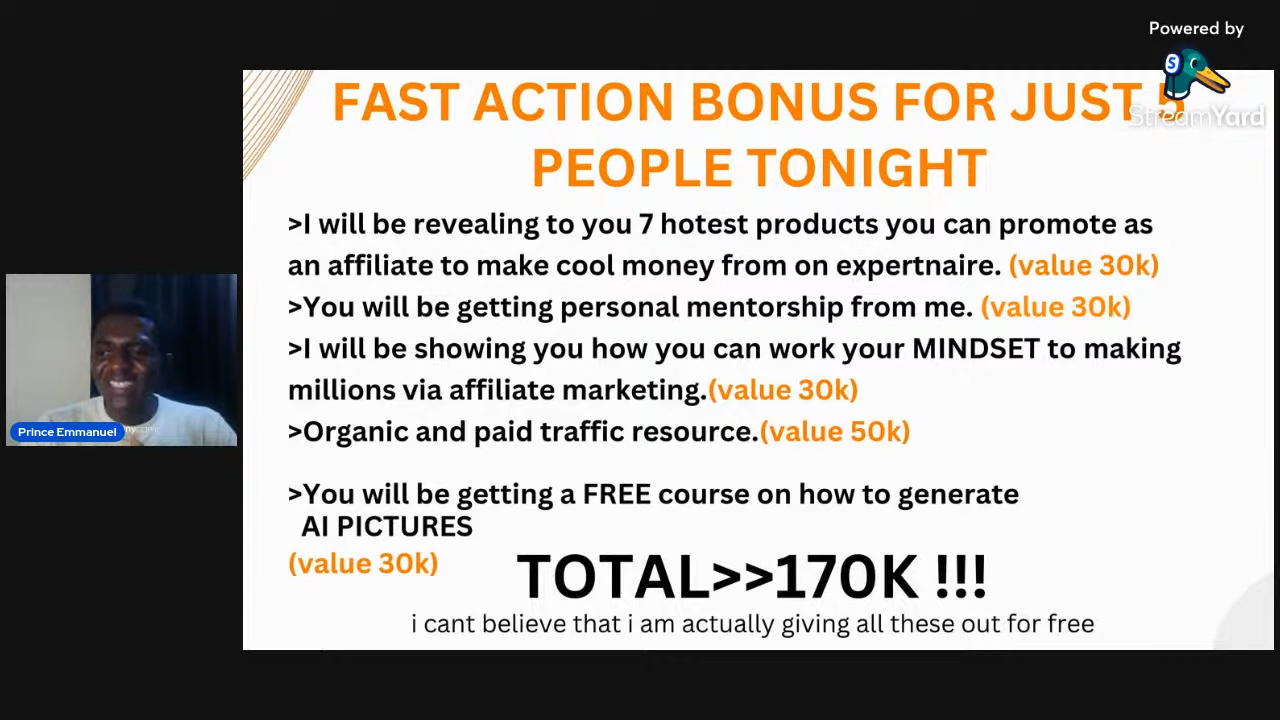 Powered by
StreamYard
FAST ACTION BONUS FOR JUST 5
PEOPLE TONIGHT
>I will be revealing to you 7 hotest products you can promote as
an affiliate to make cool money from on expertnaire. (value 30k)
>You will be getting personal mentorship from me. (value 30k)
>I will be showing you how you can work your MINDSET to making
millions via affiliate marketing.(value 30k)
>Organic and paid traffic resource.(value 50k)
>You will be getting a FREE course on how to generate
AI PICTURES
(value 30k)
TOTAL>>170K !!!
i cant believe that i am actually giving all these out for free
Prince Emmanuel